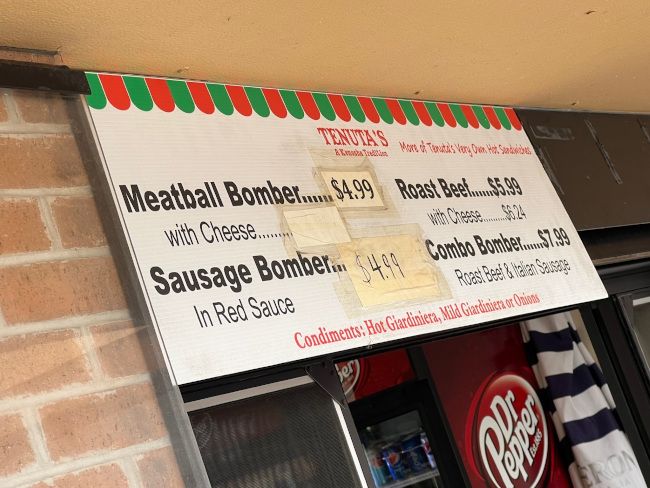 TENUTA'S
A Kenosha Tradition
More of Tenuta's Very Own Hot Sandwiches
Meatball Bomber......$4.99
with Cheese.........
Sausage Bomber... $4.99
In Red Sauce
Roast Beef......$5.99
with Cheese.........$6.24
Combo Bomber.....$7.99
Roast Beef & Italian Sausage
Condiments: Hot Giardiniera, Mild Giardiniera or Onions
Dr Pepper